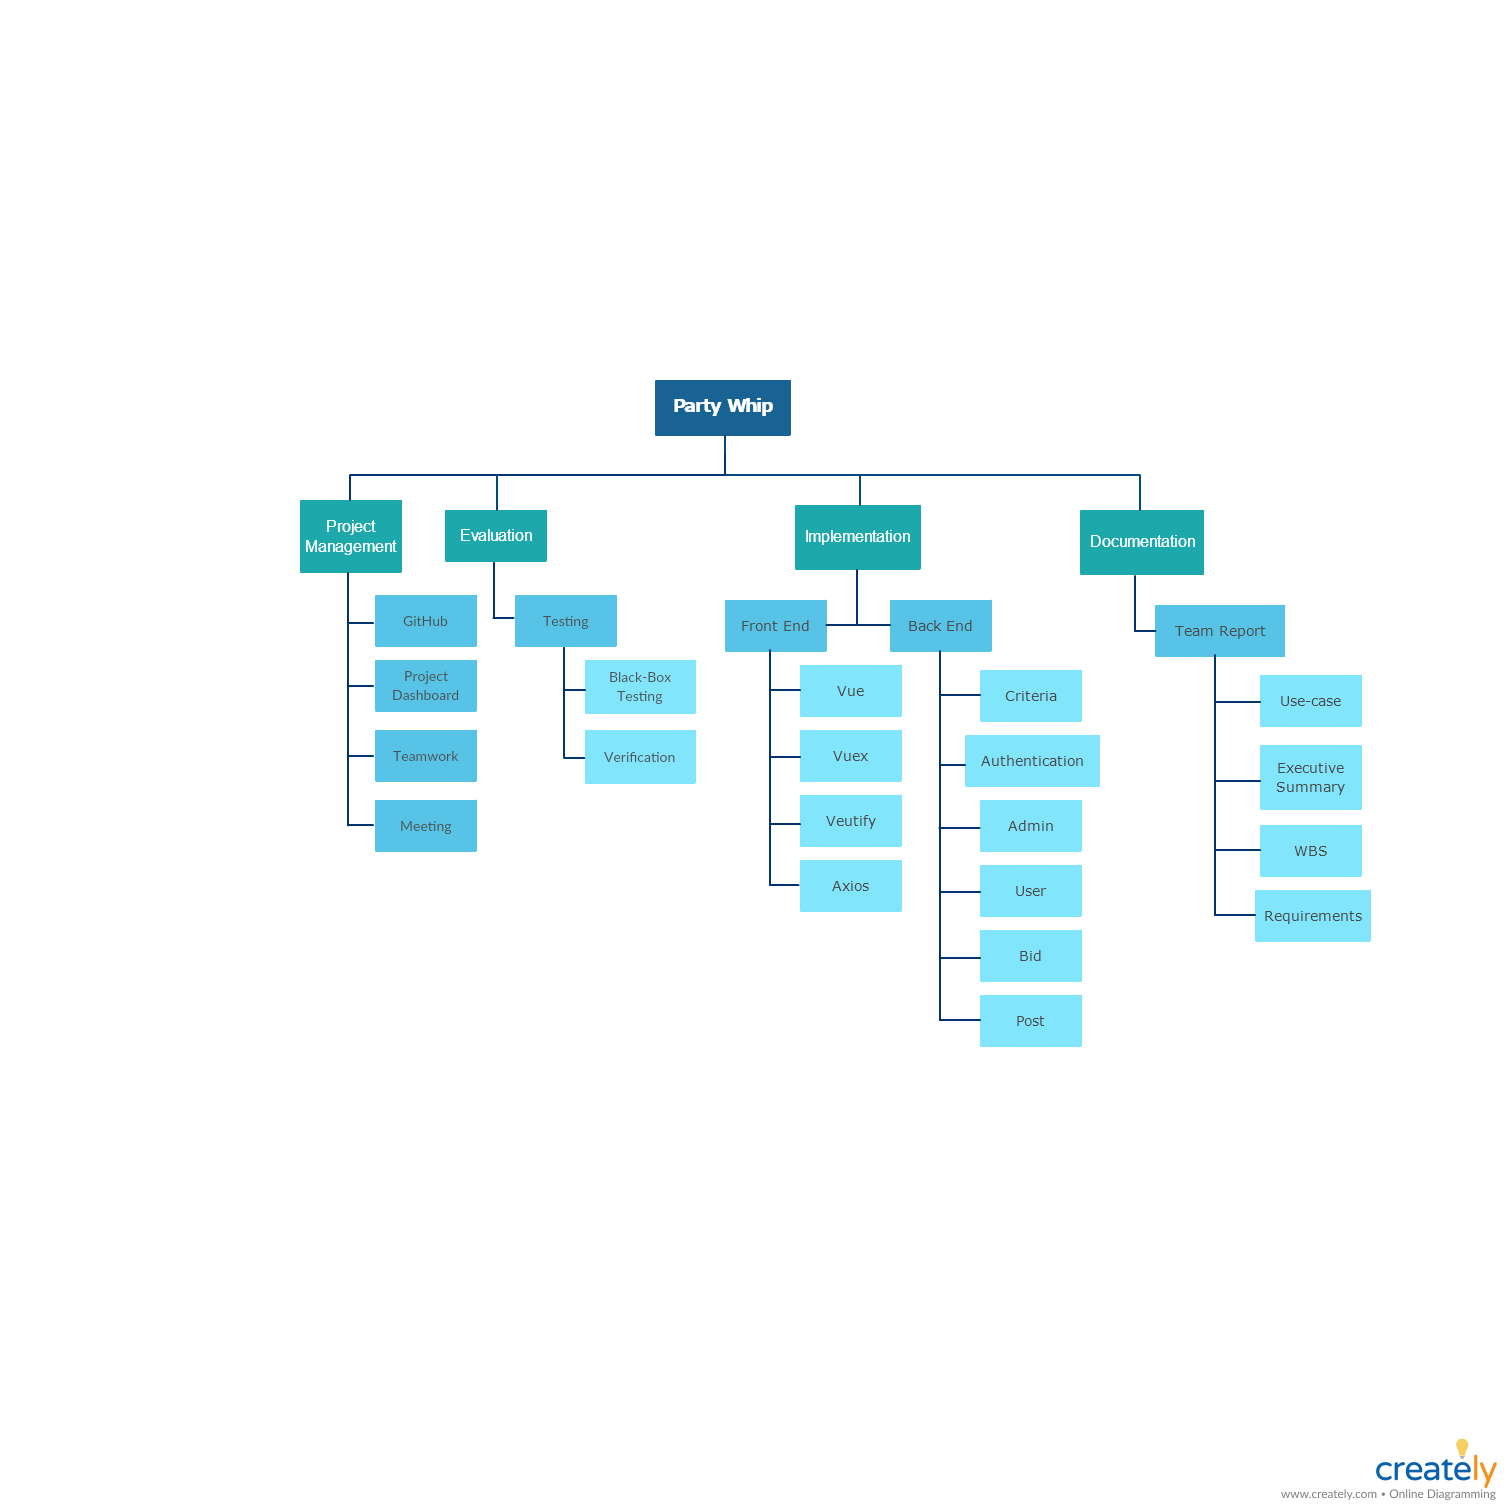 Party Whip
Project
Management
Evaluation
Implementation
Documentation
GitHub
Project
Dashboard
Teamwork
Meeting
Testing
Black-Box
Testing
Verification
Front End
Back End
Vue
Vuex
Veutify
Axios
Criteria
Authentication
Admin
User
Bid
Post
Team Report
Use-case
Executive
Summary
WBS
Requirements
creately
www.creately.com • Online Diagramming